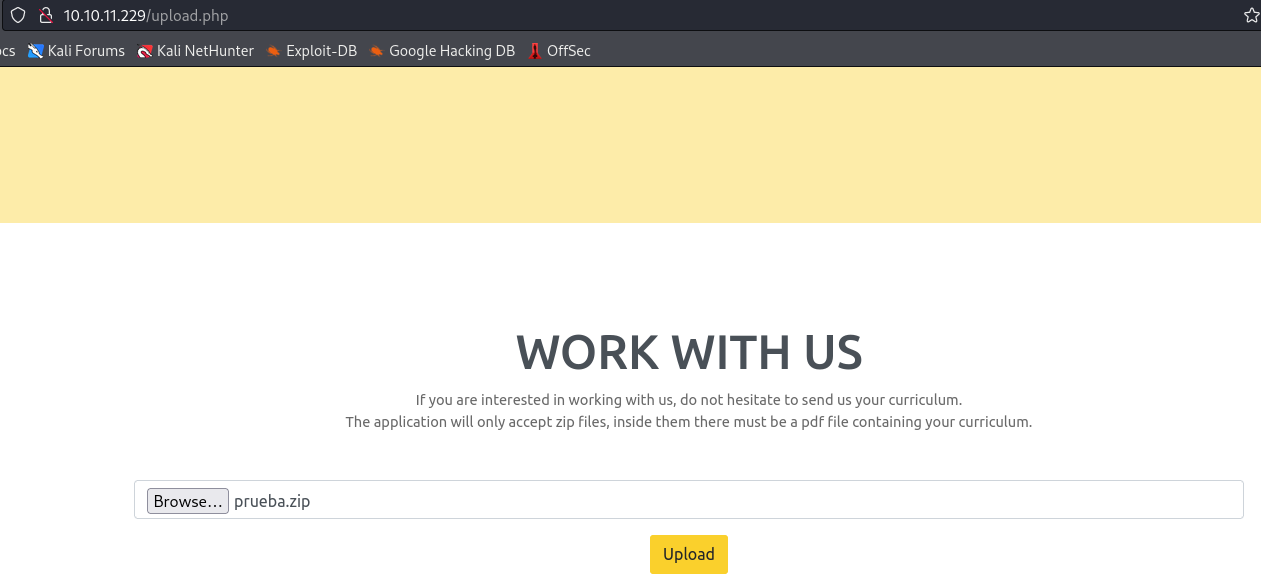 10.10.11.229/upload.php
ocs Kali Forums Kali NetHunter Exploit-DB Google Hacking DB OffSec
WORK WITH US
If you are interested in working with us, do not hesitate to send us your curriculum.
The application will only accept zip files, inside them there must be a pdf file containing your curriculum.
Browse... prueba.zip
Upload